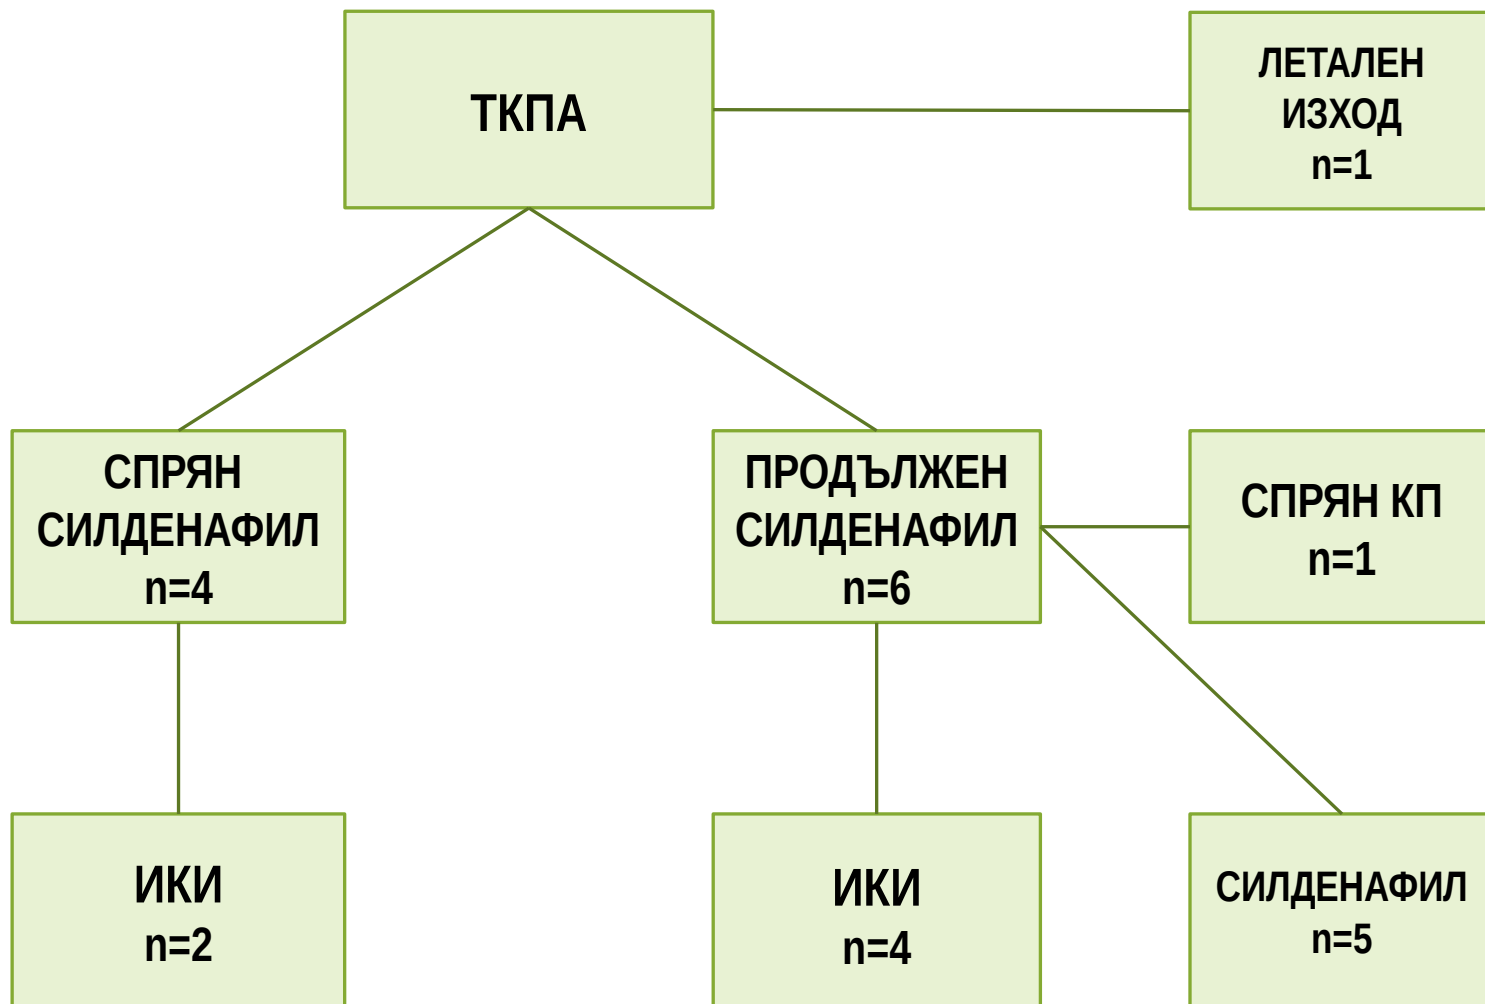 ТКПА
ЛЕТАЛЕН
ИЗХОД
n=1
СПРЯН
СИЛДЕНАФИЛ
n=4
ПРОДЪЛЖЕН
СИЛДЕНАФИЛ
n=6
СПРЯН КП
n=1
ИКИ
n=2
ИКИ
n=4
СИЛДЕНАФИЛ
n=5